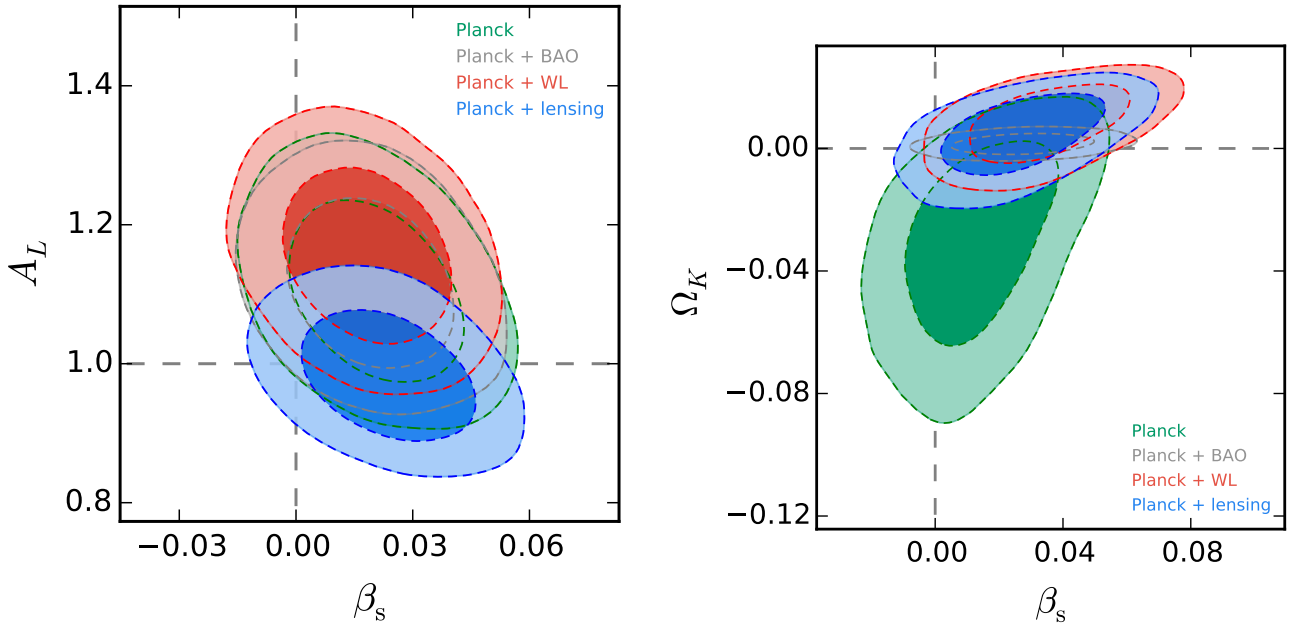 Planck
Planck + BAO
Planck + WL
Planck + lensing
1.4
1.2
1.0
0.8
A_L
−0.03 0.00 0.03 0.06
β_s
0.00
−0.04
−0.08
−0.12
Ω_K
Planck
Planck + BAO
Planck + WL
Planck + lensing
0.00 0.04 0.08
β_s